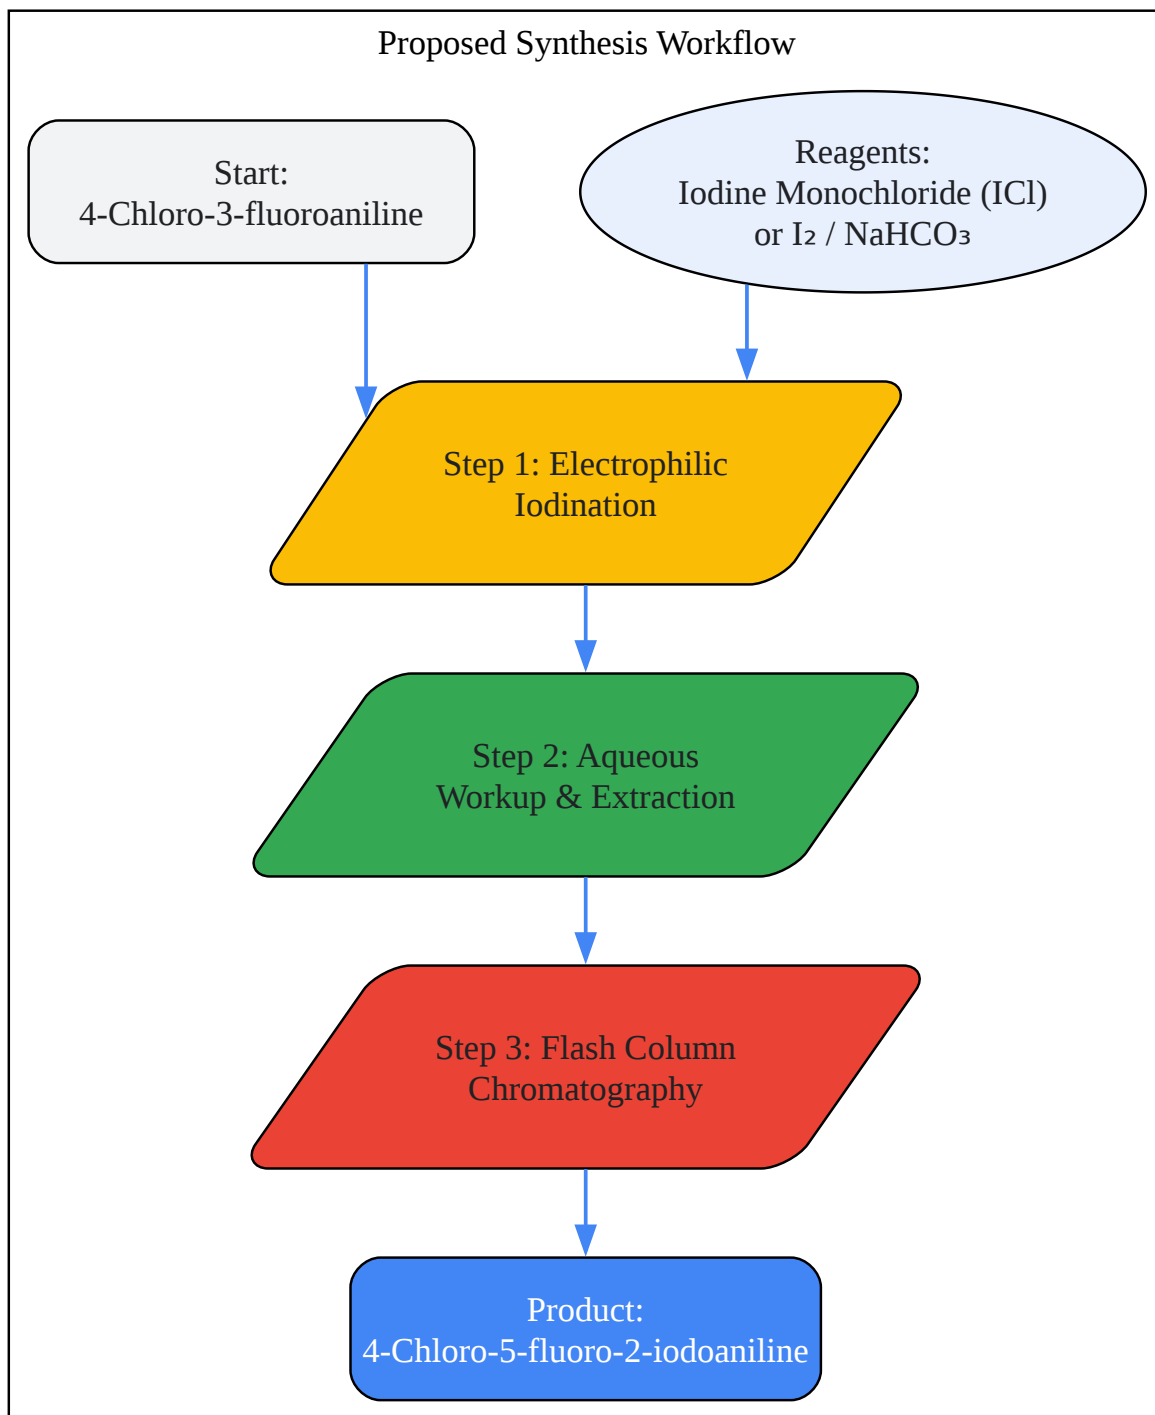 Proposed Synthesis Workflow
Start:
4-Chloro-3-fluoroaniline
Reagents:
Iodine Monochloride (ICl)
or I₂ / NaHCO₃
Step 1: Electrophilic
Iodination
Step 2: Aqueous
Workup & Extraction
Step 3: Flash Column
Chromatography
Product:
4-Chloro-5-fluoro-2-iodoaniline